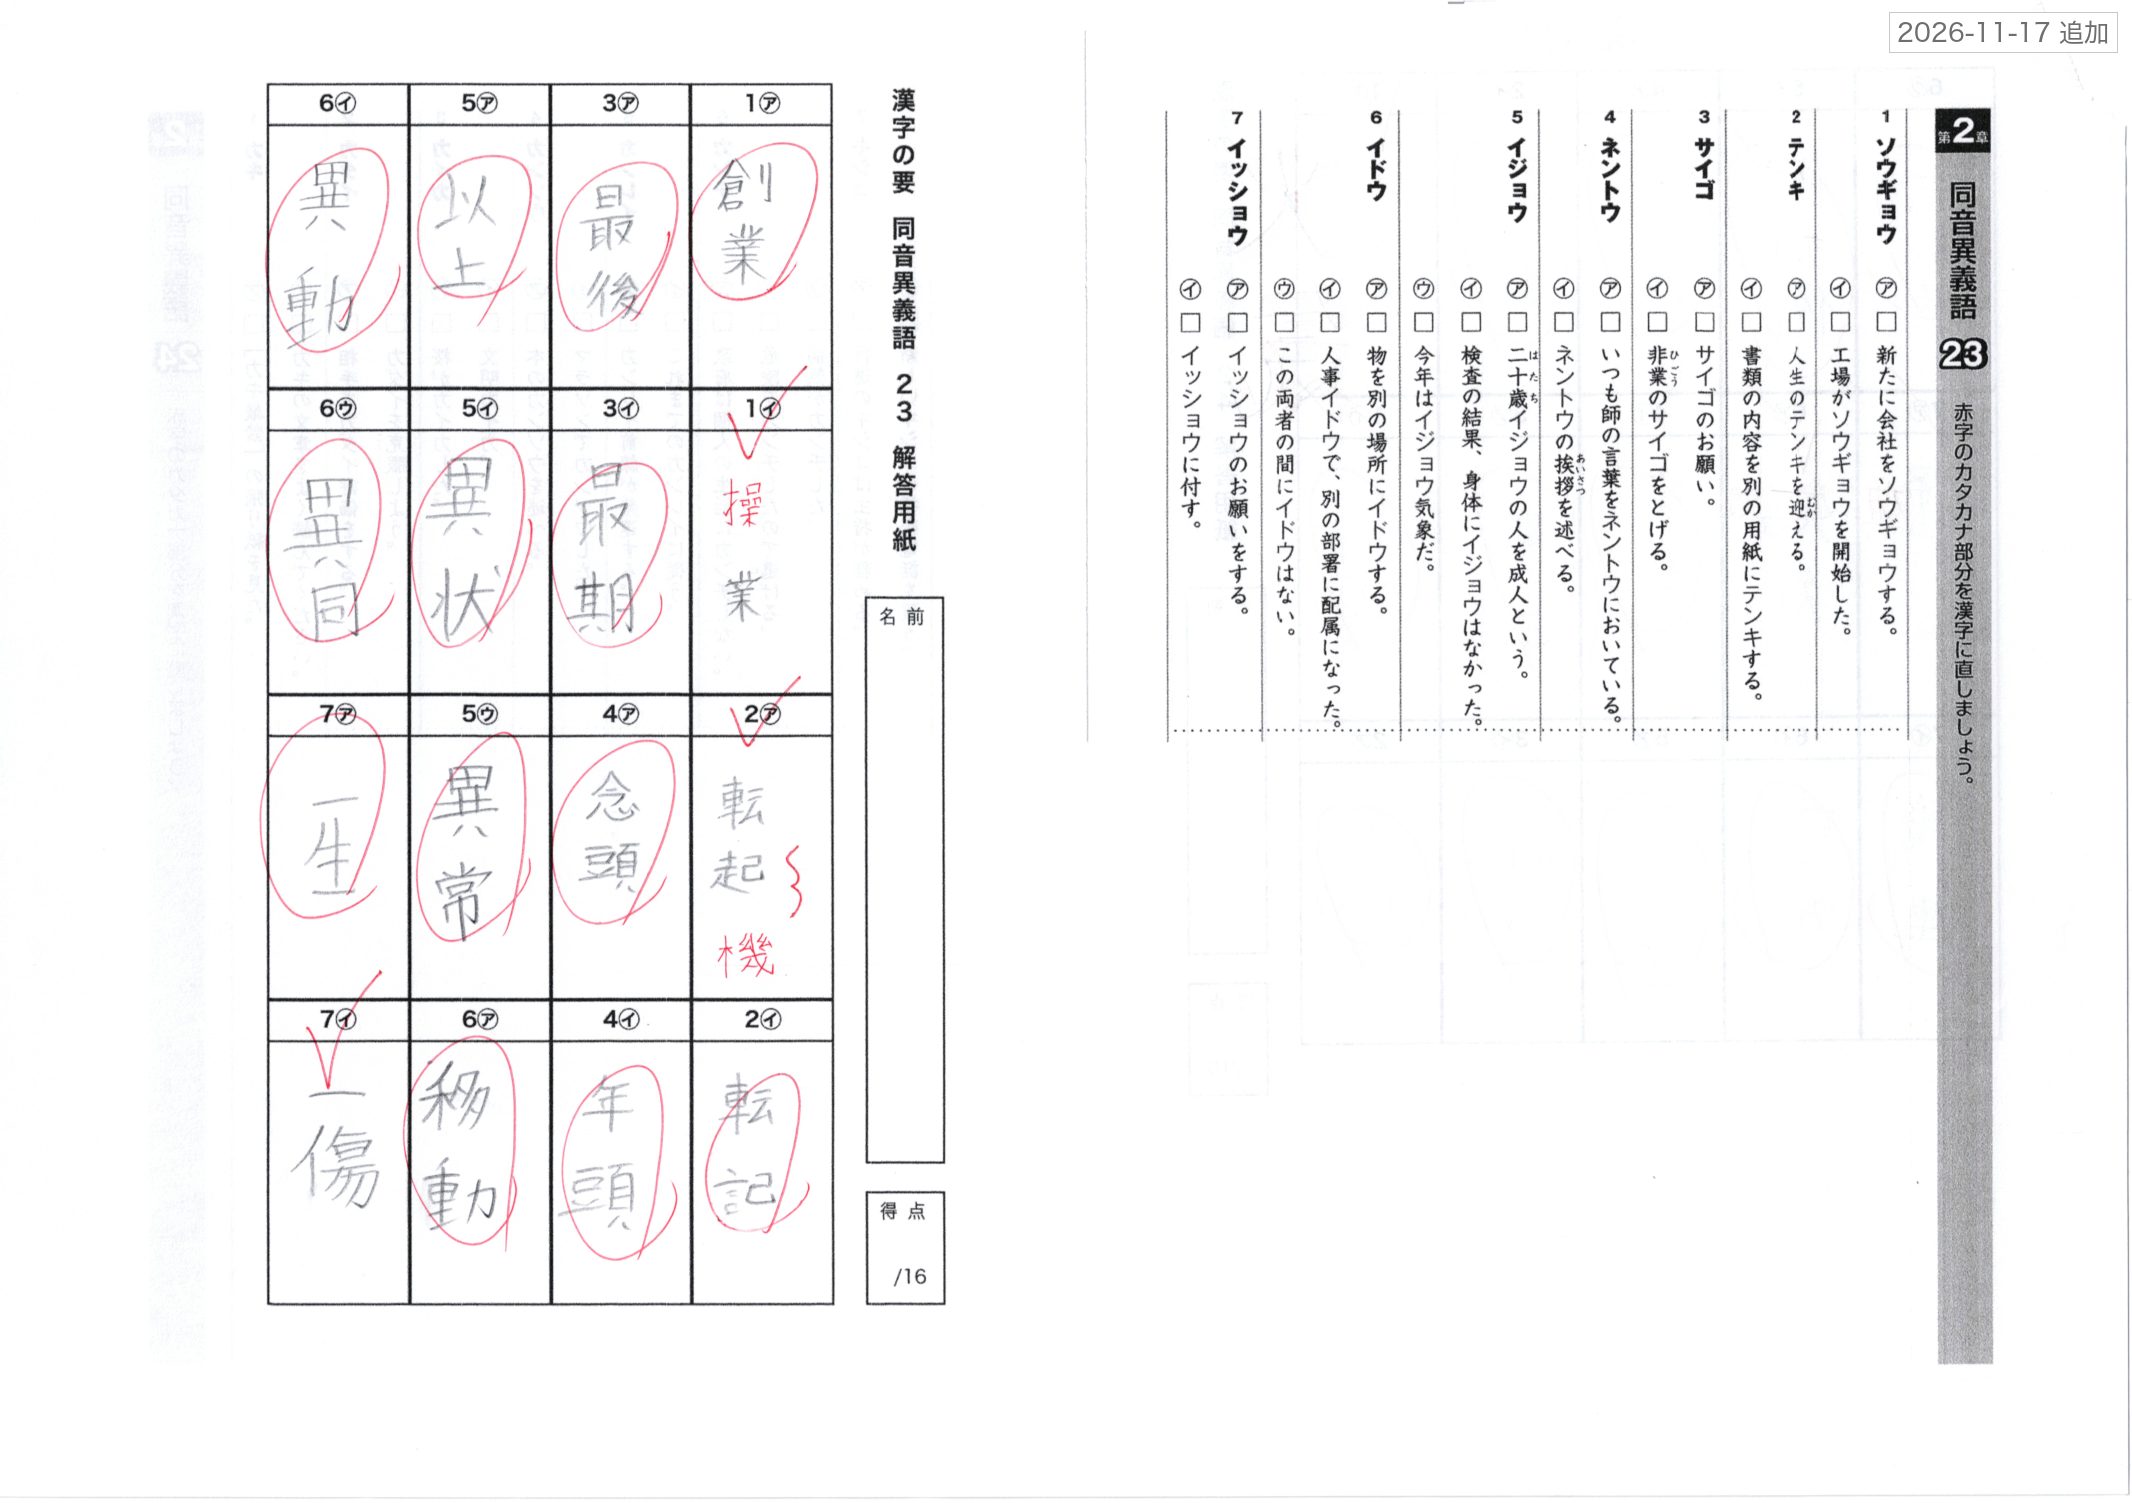 2026-11-17 追加
第2章 同音異義語 23 赤字のカタカナ部分を漢字に直しましょう。
1 ソウギョウ
㋐ □ 新たに会社をソウギョウする。
㋑ □ 工場がソウギョウを開始した。
2 テンキ
㋐ □ 人生のテンキを迎える。
むか
㋑ □ 書類の内容を別の用紙にテンキする。
3 サイゴ
㋐ □ サイゴのお願い。
㋑ □ 非業のサイゴをとげる。
ひごう
4 ネントウ
㋐ □ いつも師の言葉をネントウにおいている。
㋑ □ ネントウの挨拶を述べる。
あいさつ
5 イジョウ
㋐ □ 二十歳イジョウの人を成人という。
はたち
㋑ □ 検査の結果、身体にイジョウはなかった。
㋒ □ 今年はイジョウ気象だ。
6 イドウ
㋐ □ 物を別の場所にイドウする。
㋑ □ 人事イドウで、別の部署に配属になった。
㋒ □ この両者の間にイドウはない。
7 イッショウ
㋐ □ イッショウのお願いをする。
㋑ □ イッショウに付す。
漢字の要 同音異義語 23 解答用紙
名前
得点
/16
1㋐
創業
1㋑
操業
2㋐
転起
機
2㋑
転記
3㋐
最後
3㋑
最期
4㋐
念頭
4㋑
年頭
5㋐
以上
5㋑
異状
5㋒
異常
6㋐
移動
6㋑
異動
6㋒
異同
7㋐
一生
7㋑
一傷